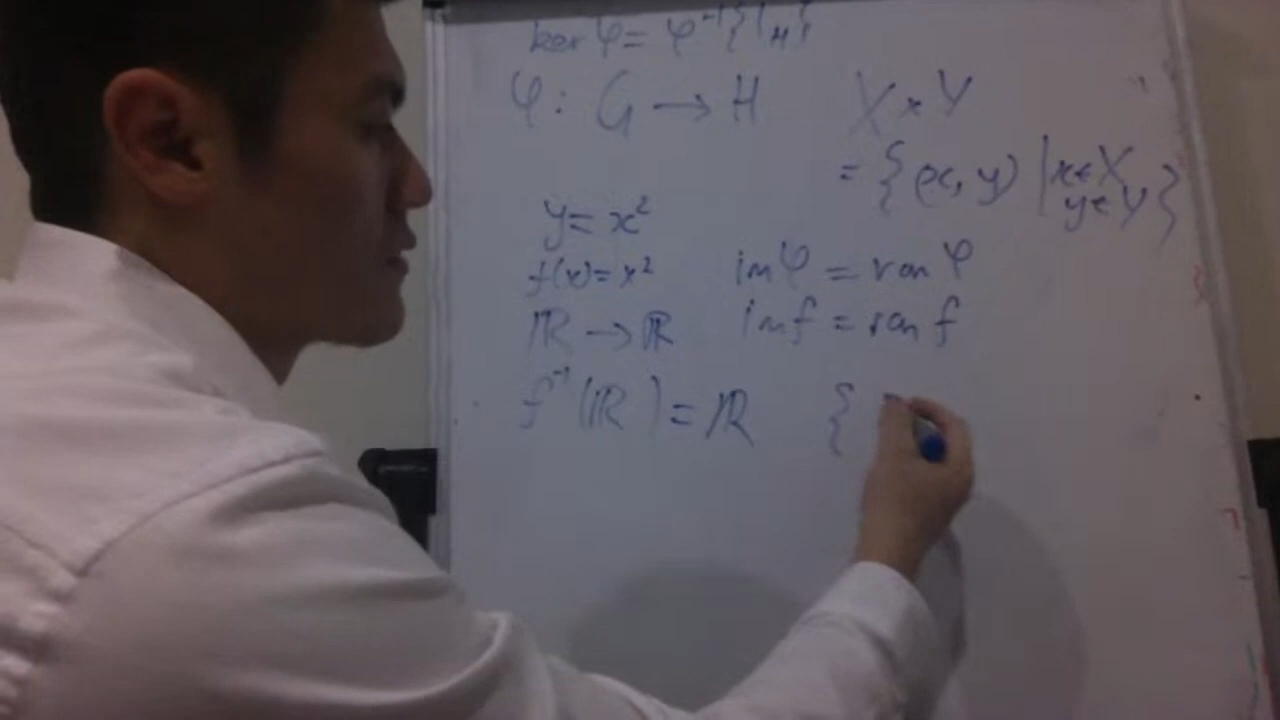 ker φ = φ⁻¹{1_H}
φ : G → H
X × Y
= {(x, y) | x ∈ X y ∈ Y}
y = x²
f(x) = x²
im φ = ran φ
ℝ → ℝ
im f = ran f
f⁻¹(ℝ) = ℝ
{